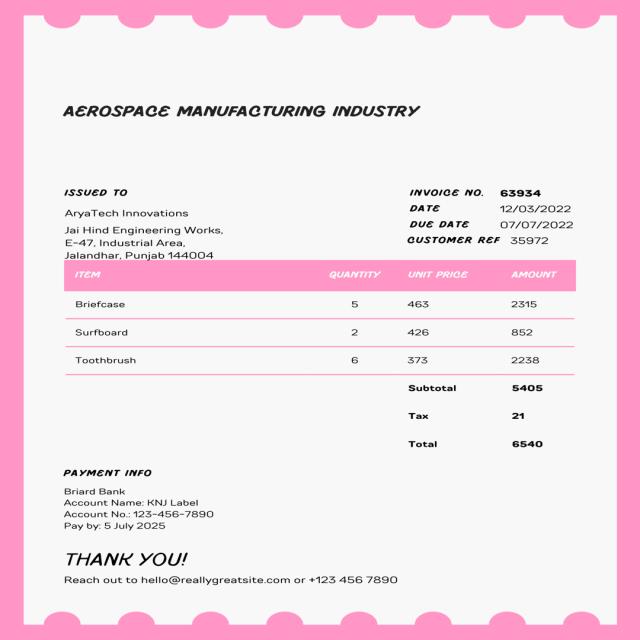 AEROSPACE MANUFACTURING INDUSTRY
ISSUED TO
AryaTech Innovations
Jai Hind Engineering Works,
E-47, Industrial Area,
Jalandhar, Punjab 144004
INVOICE NO. 63934
DATE 12/03/2022
DUE DATE 07/07/2022
CUSTOMER REF 35972
ITEM QUANTITY UNIT PRICE AMOUNT
Briefcase 5 463 2315
Surfboard 2 426 852
Toothbrush 6 373 2238
Subtotal 5405
Tax 21
Total 6540
PAYMENT INFO
Briard Bank
Account Name: KNJ Label
Account No.: 123-456-7890
Pay by: 5 July 2025
THANK YOU!
Reach out to hello@reallygreatsite.com or +123 456 7890